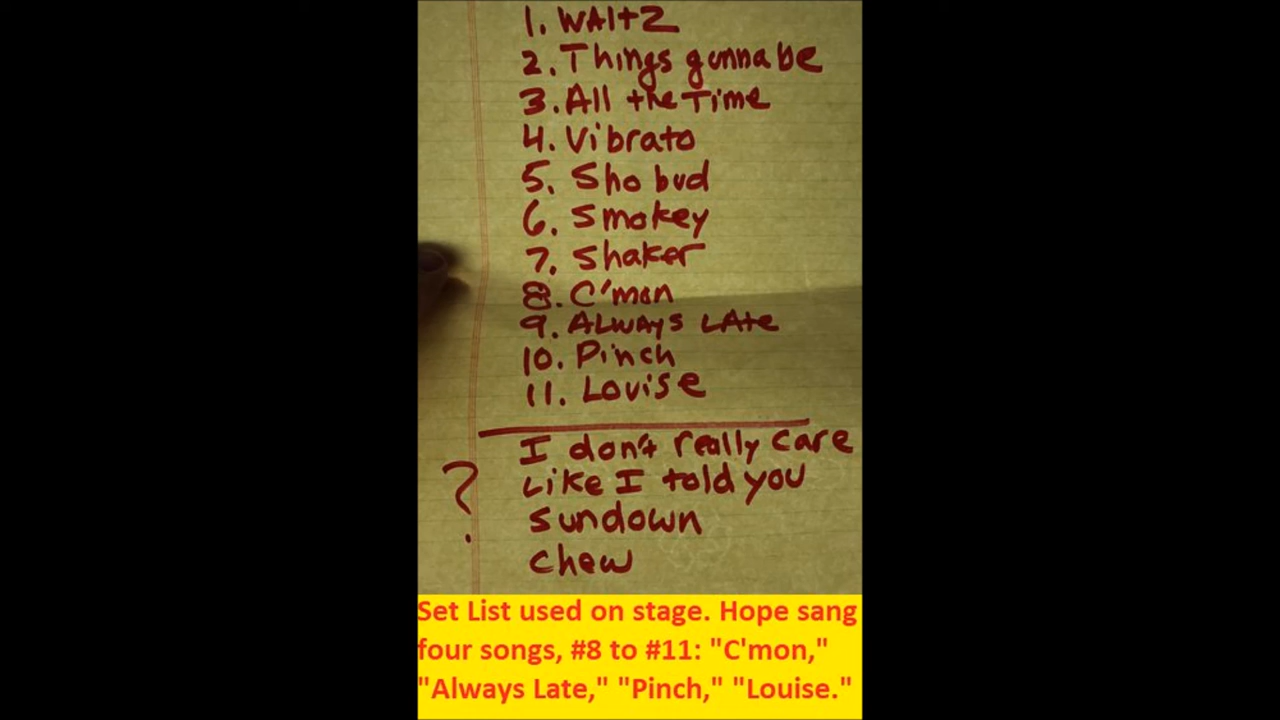 1. WAltz
2. Things gonna be
3. All the Time
4. Vibrato
5. Sho bud
6. Smokey
7. Shaker
8. C'mon
9. ALWAYS LAte
10. Pinch
11. Louise
I don't really care
?
Like I told you
sundown
chew
Set List used on stage. Hope sang
four songs, #8 to #11: "C'mon,"
"Always Late," "Pinch," "Louise."